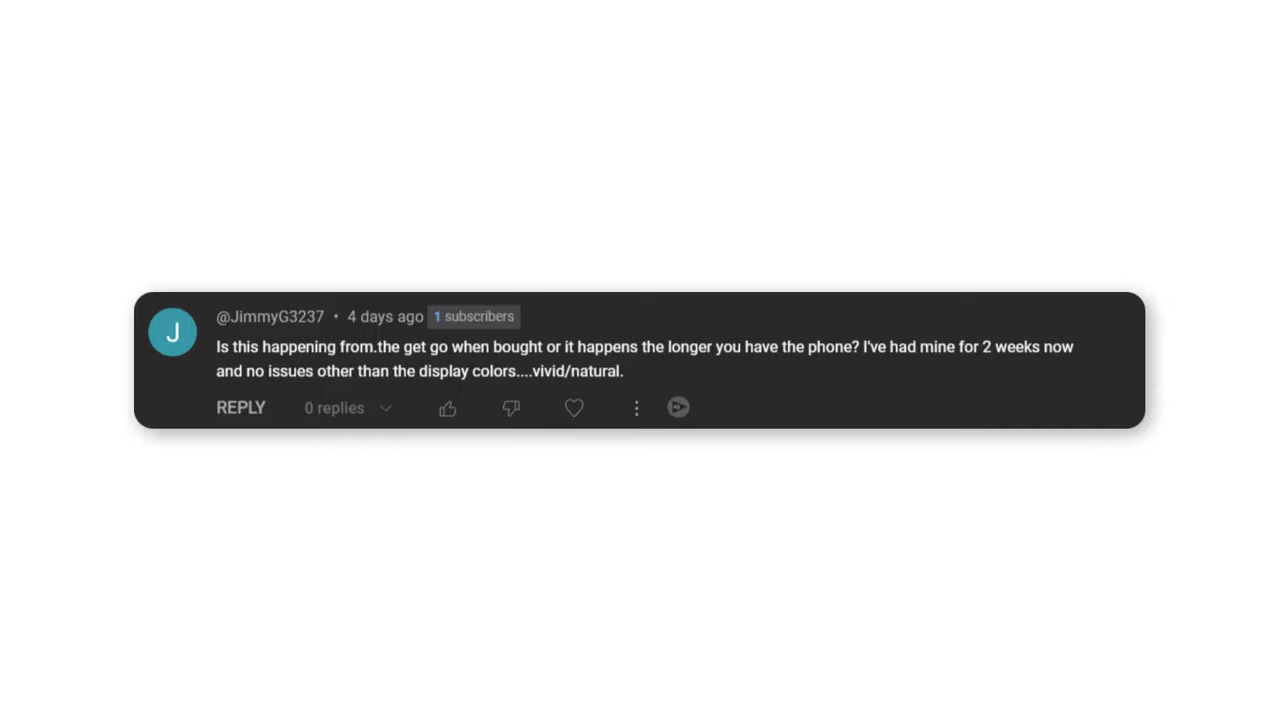 J
@JimmyG3237 • 4 days ago 1 subscribers
Is this happening from.the get go when bought or it happens the longer you have the phone? I've had mine for 2 weeks now
and no issues other than the display colors....vivid/natural.
REPLY 0 replies